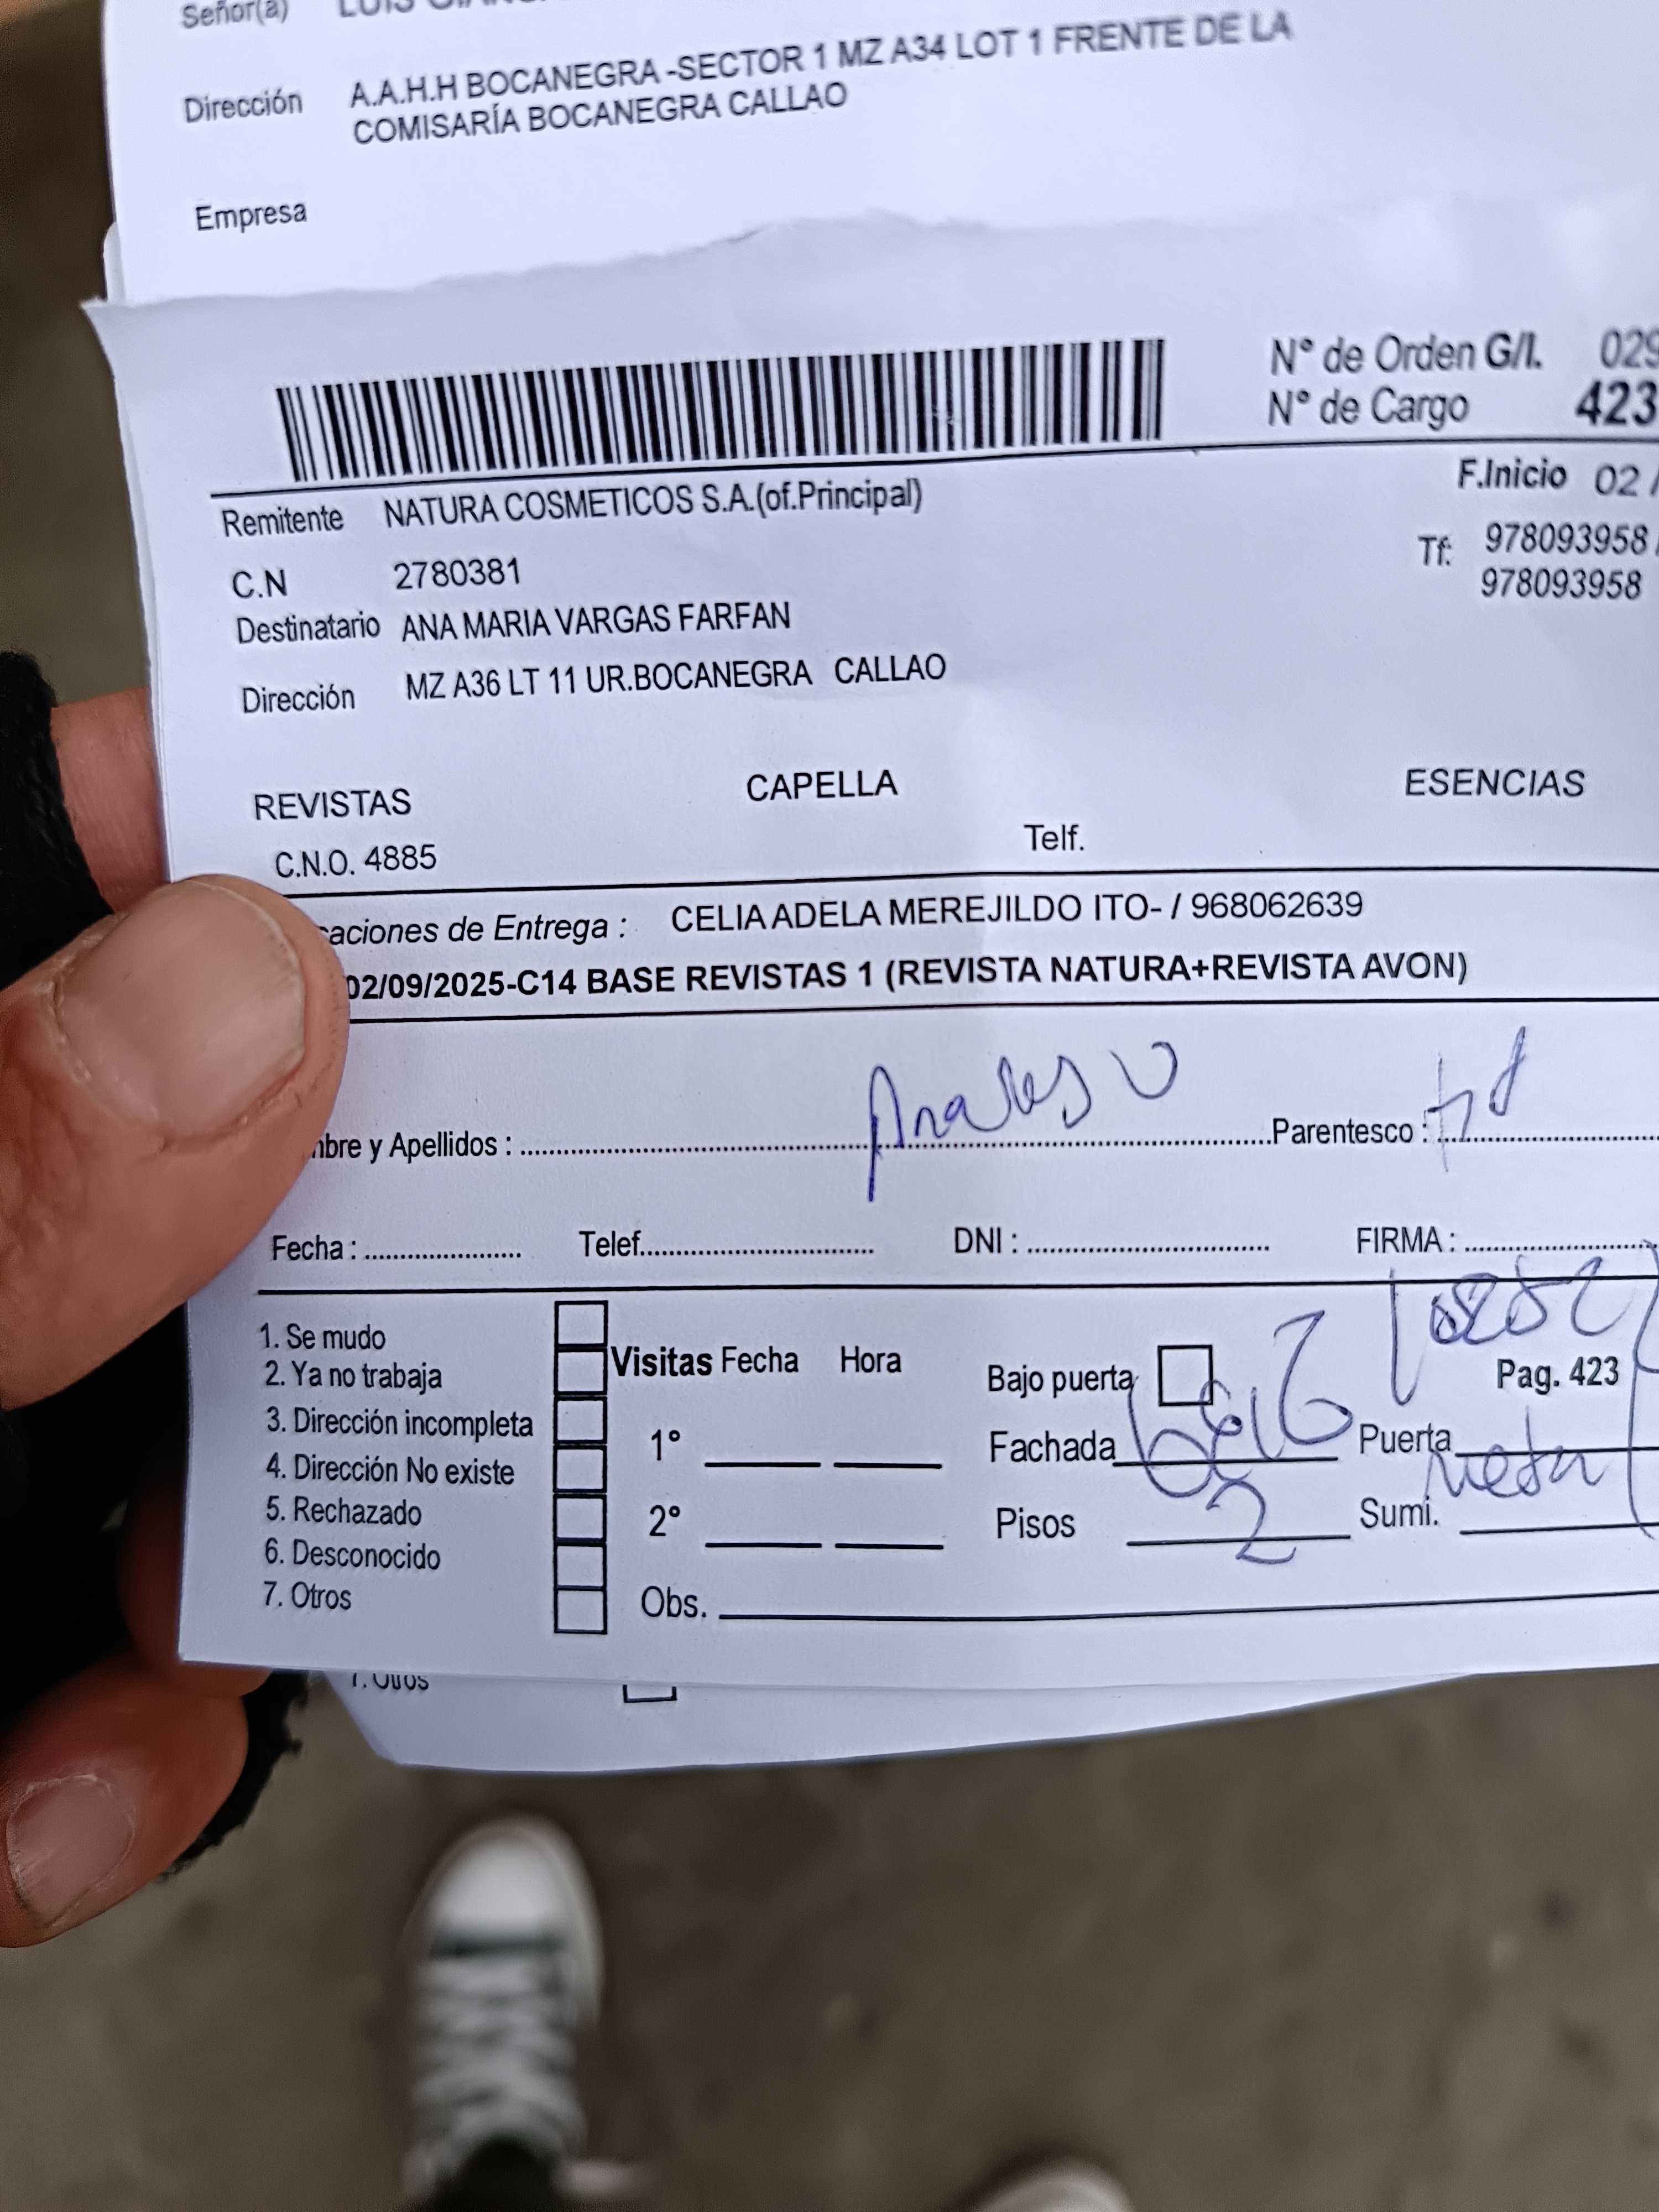 Señor(a)
Dirección A.A.H.H BOCANEGRA -SECTOR 1 MZ A34 LOT 1 FRENTE DE LA
COMISARÍA BOCANEGRA CALLAO
Empresa
N° de Orden G/I. 029
N° de Cargo 423
F.Inicio 02 /
Remitente NATURA COSMETICOS S.A.(of.Principal)
Tf: 978093958 /
978093958
C.N 2780381
Destinatario ANA MARIA VARGAS FARFAN
Dirección MZ A36 LT 11 UR.BOCANEGRA CALLAO
REVISTAS CAPELLA ESENCIAS
C.N.O. 4885 Telf.
aciones de Entrega : CELIA ADELA MEREJILDO ITO- / 968062639
02/09/2025-C14 BASE REVISTAS 1 (REVISTA NATURA+REVISTA AVON)
bre y Apellidos : Parentesco :
Fecha : Telef. DNI : FIRMA :
1. Se mudo
2. Ya no trabaja
3. Dirección incompleta
4. Dirección No existe
5. Rechazado
6. Desconocido
7. Otros
Visitas Fecha Hora
1°
2°
Obs.
Bajo puerta
Pag. 423
Fachada Puerta
Pisos 2 Sumi.
7. Otros